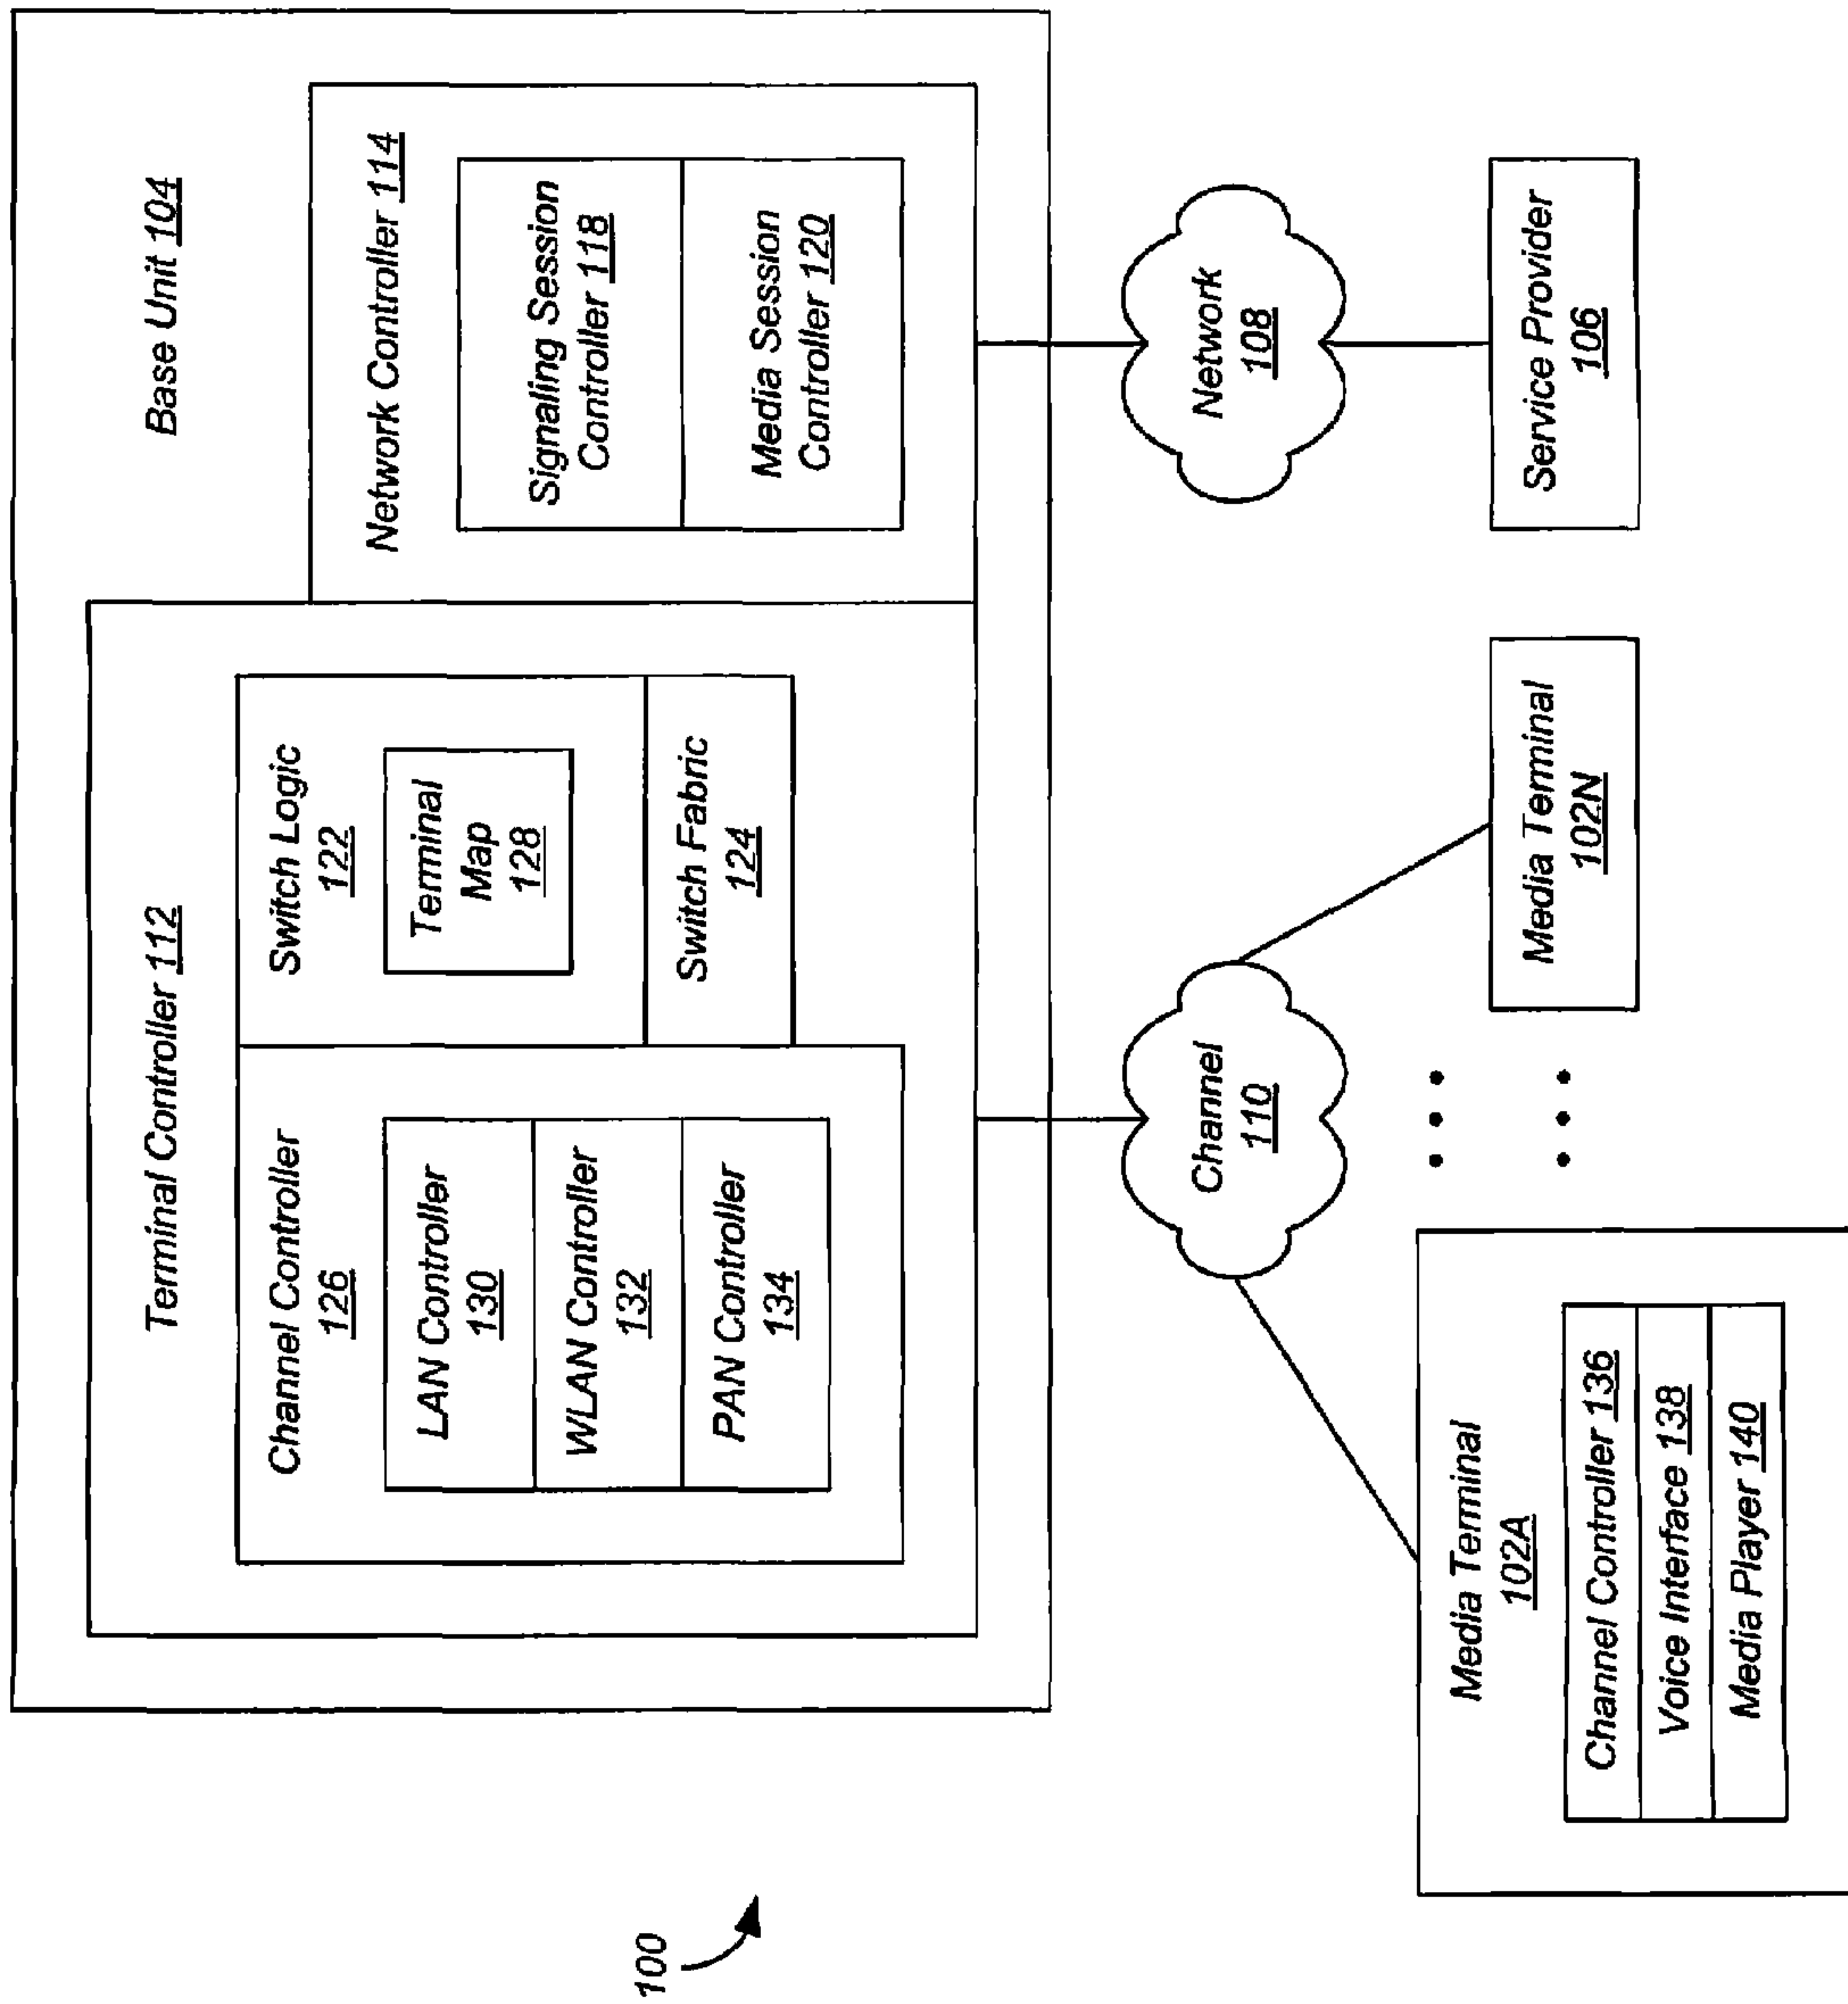 100
Base Unit 104
Terminal Controller 112
Network Controller 114
Channel Controller
126
LAN Controller
130
WLAN Controller
132
PAN Controller
134
Switch Logic
122
Terminal
Map
128
Switch Fabric
124
Signaling Session
Controller 118
Media Session
Controller 120
Channel
110
Network
108
Media Terminal
102A
Channel Controller 136
Voice Interface 138
Media Player 140
Media Terminal
102N
Service Provider
106